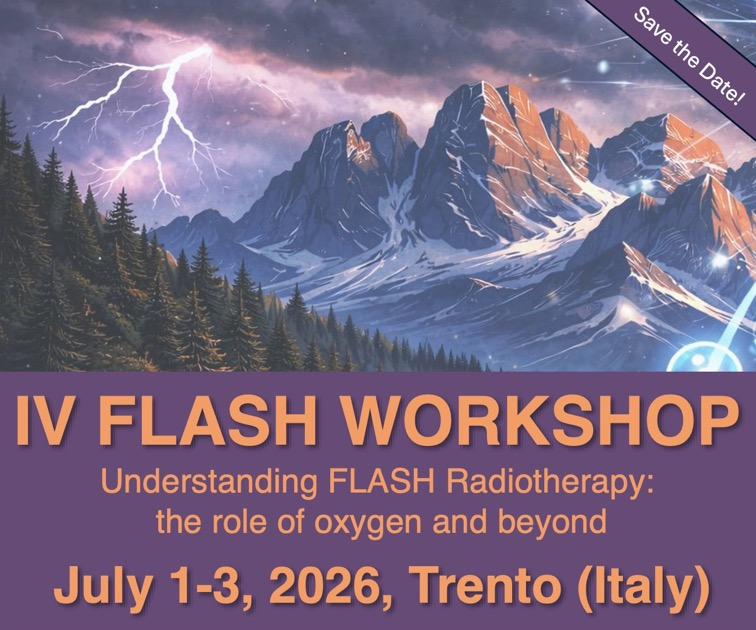 Save the Date!
IV FLASH WORKSHOP
Understanding FLASH Radiotherapy:
the role of oxygen and beyond
July 1-3, 2026, Trento (Italy)